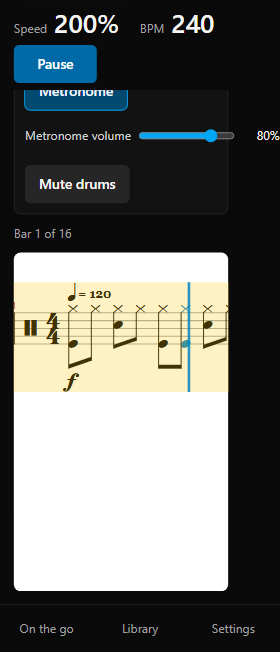 Speed 200% BPM 240
Pause
Metronome
Metronome volume 80%
Mute drums
Bar 1 of 16
= 120
4
4
f
On the go Library Settings